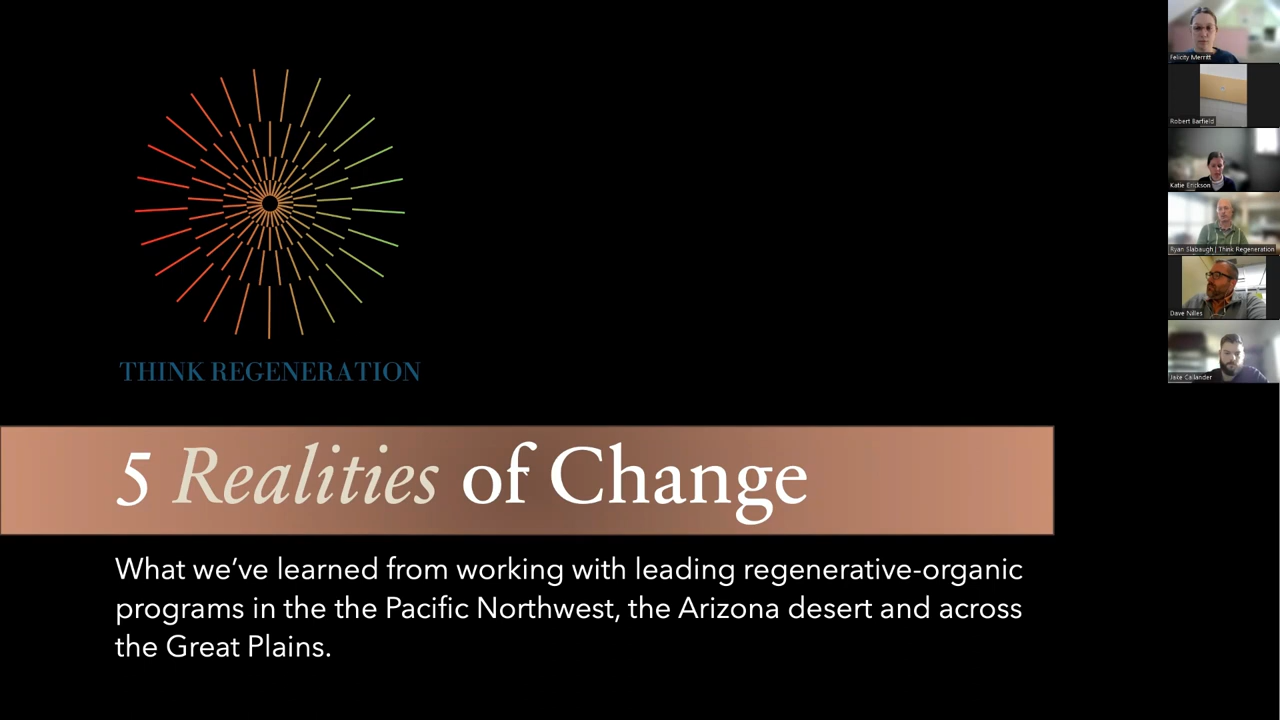 THINK REGENERATION
5 Realities of Change
What we’ve learned from working with leading regenerative-organic
programs in the the Pacific Northwest, the Arizona desert and across
the Great Plains.
Felicity Merritt
Robert Barfield
Katie Erickson
Ryan Slabaugh | Think Regeneration
Dave Nilles
Jake Callander